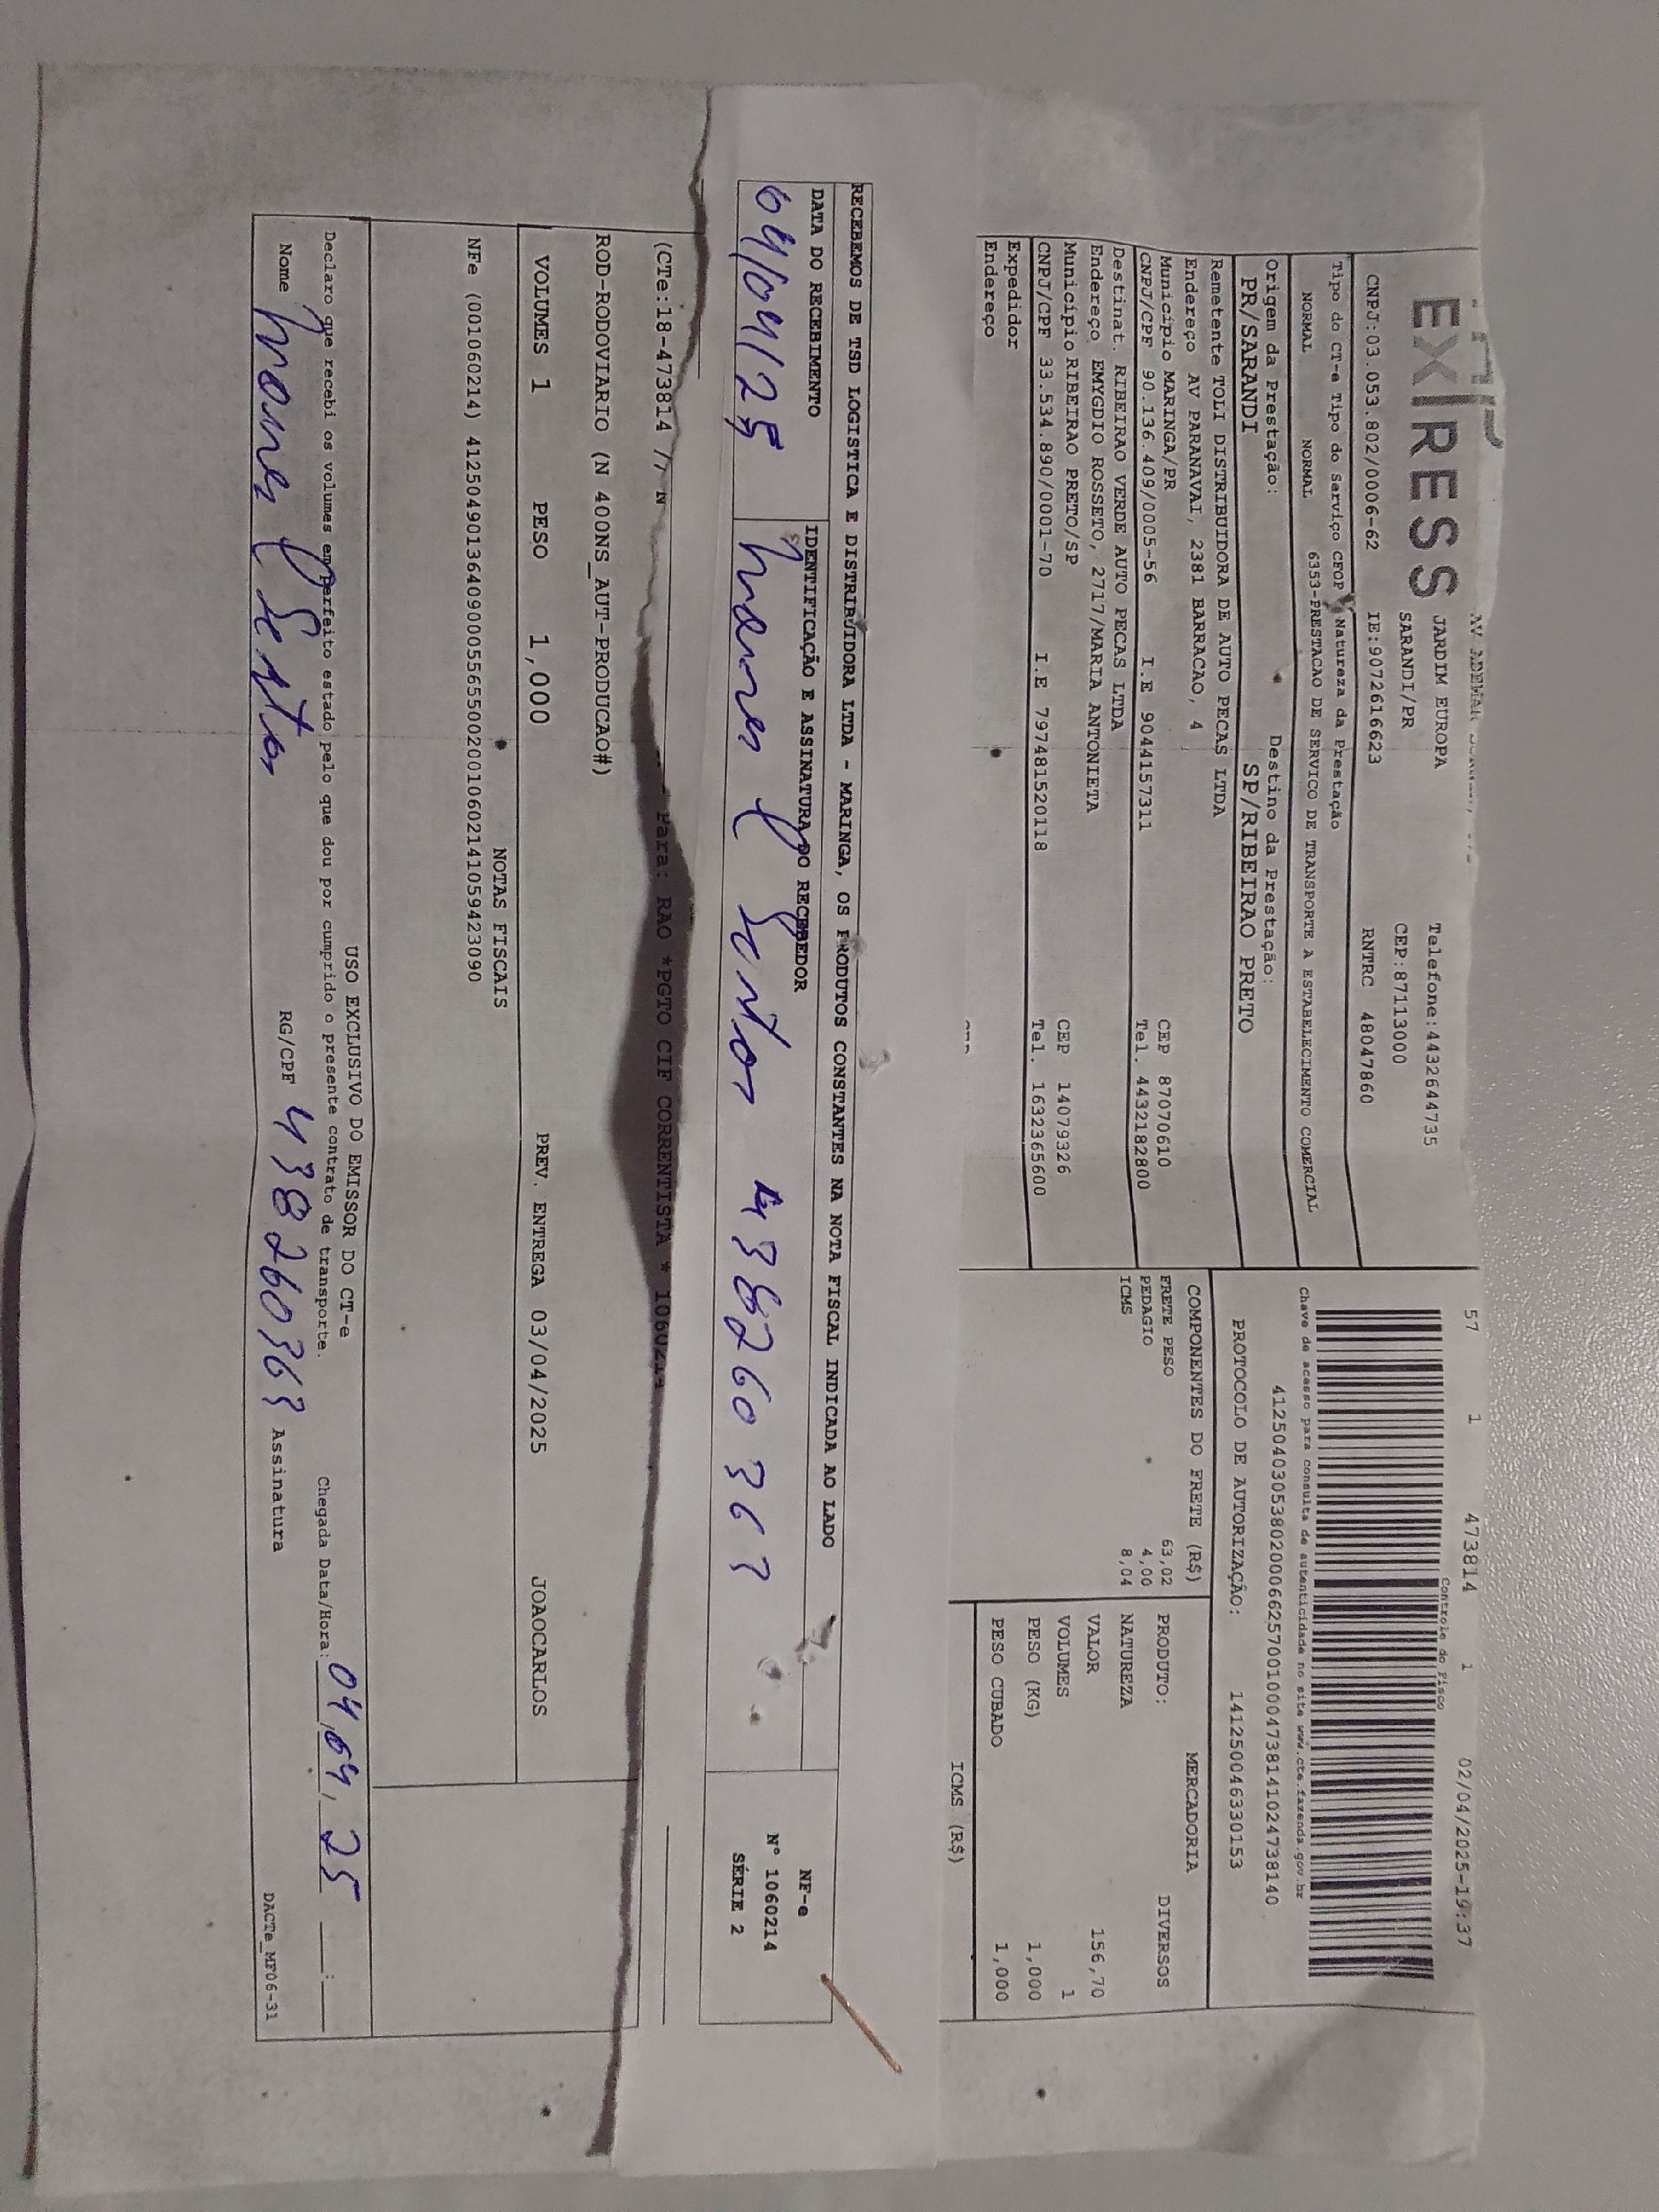 EXPRESS
JARDIM EUROPA
SARANDI/PR
Telefone:4432644735
CEP:87113000
CNPJ:03.053.802/0006-62 IE:9072616623 RNTRC 48047860
Tipo do CT-e Tipo do Serviço CFOP Natureza da Prestação
NORMAL NORMAL 6353-PRESTACAO DE SERVICO DE TRANSPORTE A ESTABELECIMENTO COMERCIAL
Origem da Prestação: Destino da Prestação:
PR/SARANDI SP/RIBEIRAO PRETO
Remetente TOLI DISTRIBUIDORA DE AUTO PECAS LTDA
Endereço AV PARANAVAI, 2381 BARRACAO, 4
Município MARINGA/PR CEP 87070610
CNPJ/CPF 90.136.409/0005-56 I.E 9044157311 Tel. 4432182800
Destinat. RIBEIRAO VERDE AUTO PECAS LTDA
Endereço EMYGDIO ROSSETO, 2717/MARIA ANTONIETA
Município RIBEIRAO PRETO/SP CEP 14079326
CNPJ/CPF 33.534.890/0001-70 I.E 797481520118 Tel. 1632365600
Expedidor
Endereço
57 1 473814 1 02/04/2025-19:37
Controle do Fisco
Chave de acesso para consulta de autenticidade no site www.cte.fazenda.gov.br
41250403053802000662570010004738141024738140
PROTOCOLO DE AUTORIZAÇÃO: 141250046330153
COMPONENTES DO FRETE (R$)
FRETE PESO 63,02
PEDAGIO 4,00
ICMS 8,04
MERCADORIA
PRODUTO: DIVERSOS
NATUREZA
VALOR 156,70
VOLUMES 1
PESO (KG) 1,000
PESO CUBADO 1,000
ICMS (R$)
RECEBEMOS DE TSD LOGISTICA E DISTRIBUIDORA LTDA - MARINGA, OS PRODUTOS CONSTANTES NA NOTA FISCAL INDICADA AO LADO
DATA DO RECEBIMENTO IDENTIFICAÇÃO E ASSINATURA DO RECEBEDOR
04/04/25 438260363
NF-e
Nº 1060214
SÉRIE 2
(CTe:18-473814 // N Para: RAO *PGTO CIF CORRENTISTA * 1060214
ROD-RODOVIARIO (N 400NS_AUT-PRODUCAO#)
VOLUMES 1 PESO 1,000 PREV. ENTREGA 03/04/2025 JOAOCARLOS
NOTAS FISCAIS
NFe (001060214) 41250490136409000556550020010602141059423090
USO EXCLUSIVO DO EMISSOR DO CT-e
Declaro que recebi os volumes em perfeito estado pelo que dou por cumprido o presente contrato de transporte. Chegada Data/Hora: 04/04/25 __:__
Nome RG/CPF 438260363 Assinatura
DACTe_MF06-31